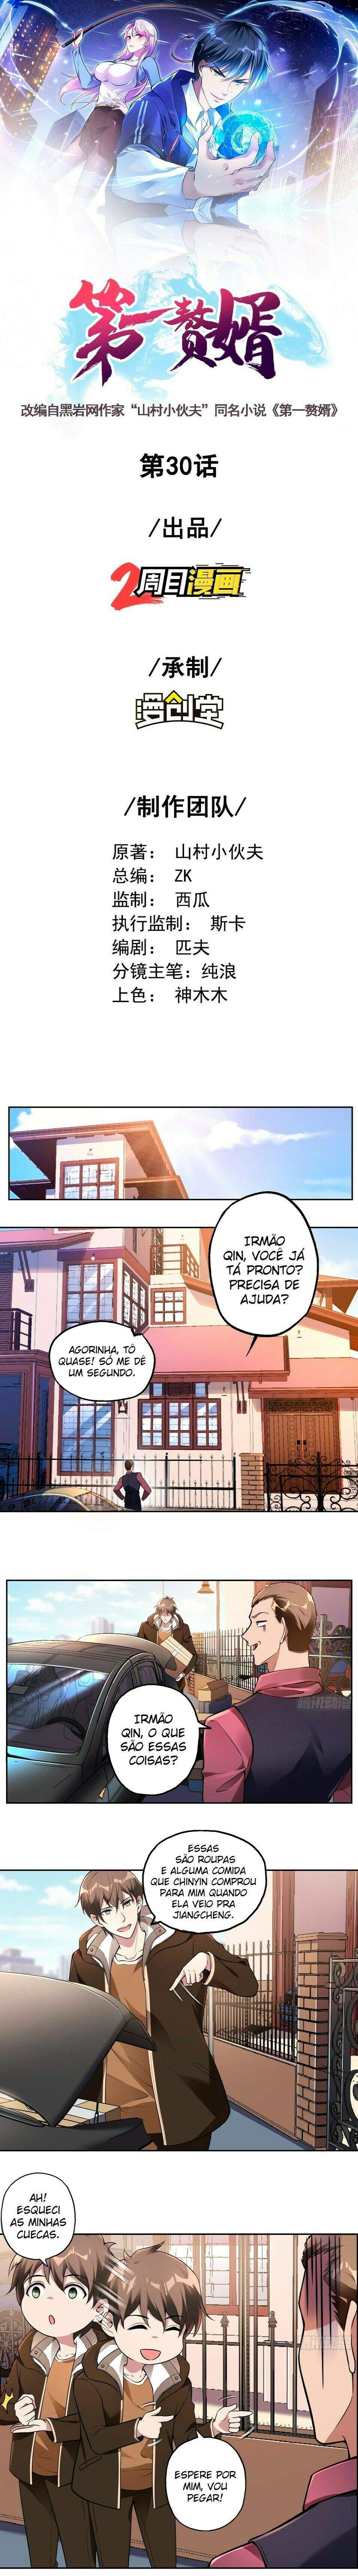 第一赘婿
改编自黑岩网作家“山村小伙夫”同名小说《第一赘婿》
第30话
/出品/
2周目漫画
/承制/
漫创堂
/制作团队/
原著： 山村小伙夫
总编： ZK
监制： 西瓜
执行监制： 斯卡
编剧： 匹夫
分镜主笔：纯浪
上色： 神木木
IRMÃO
QIN, VOCÊ JÁ
TÁ PRONTO?
PRECISA DE
AJUDA?
AGORINHA, TÔ
QUASE! SÓ ME DÊ
UM SEGUNDO.
IRMÃO
QIN, O QUE
SÃO ESSAS
COISAS?
ESSAS
SÃO ROUPAS
E ALGUMA COMIDA
QUE CHINYIN COMPROU
PARA MIM QUANDO
ELA VEIO PRA
JIANGCHENG.
AH!
ESQUECI
AS MINHAS
CUECAS.
ESPERE POR
MIM, VOU
PEGAR!